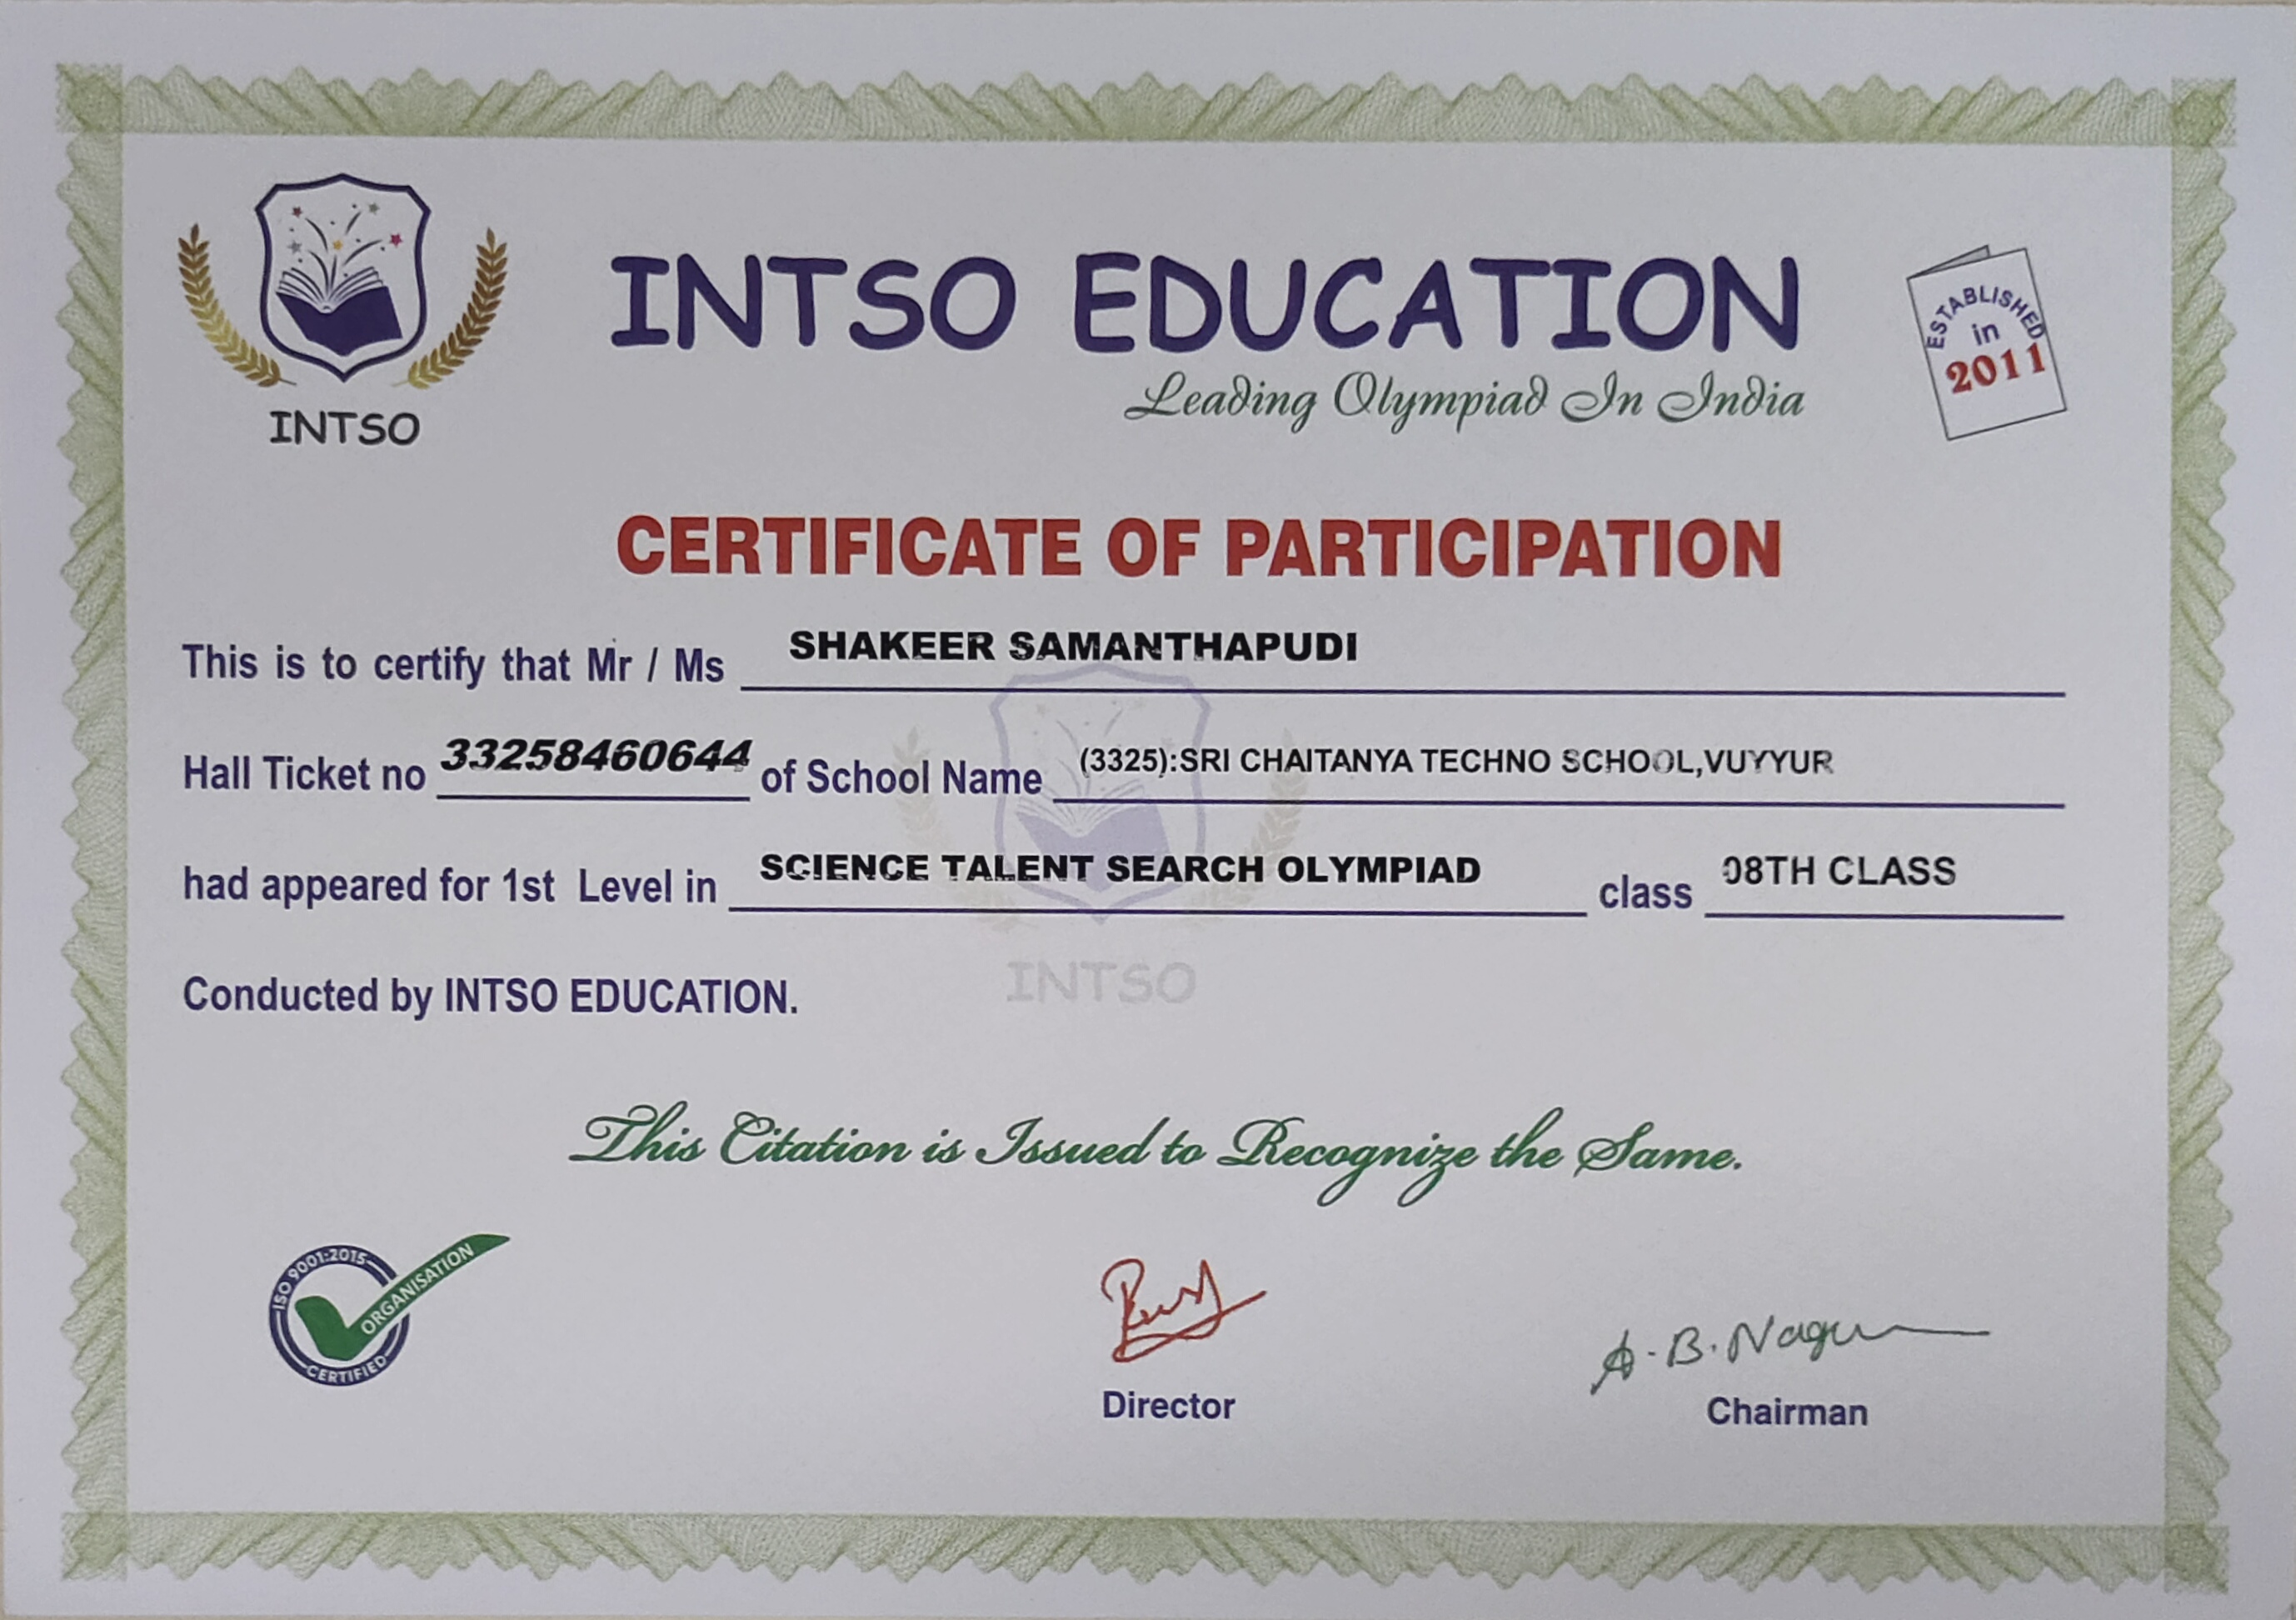 INTSO EDUCATION
Leading Olympiad In India
INTSO
ESTABLISHED
in
2011
CERTIFICATE OF PARTICIPATION
This is to certify that Mr / Ms SHAKEER SAMANTHAPUDI
Hall Ticket no 33258460644 of School Name (3325):SRI CHAITANYA TECHNO SCHOOL,VUYYUR
had appeared for 1st Level in SCIENCE TALENT SEARCH OLYMPIAD class 08TH CLASS
INTSO
Conducted by INTSO EDUCATION.
This Citation is Issued to Recognize the Same.
ISO 9001:2015
ORGANISATION
CERTIFIED
A.B.Nagu
Director
Chairman